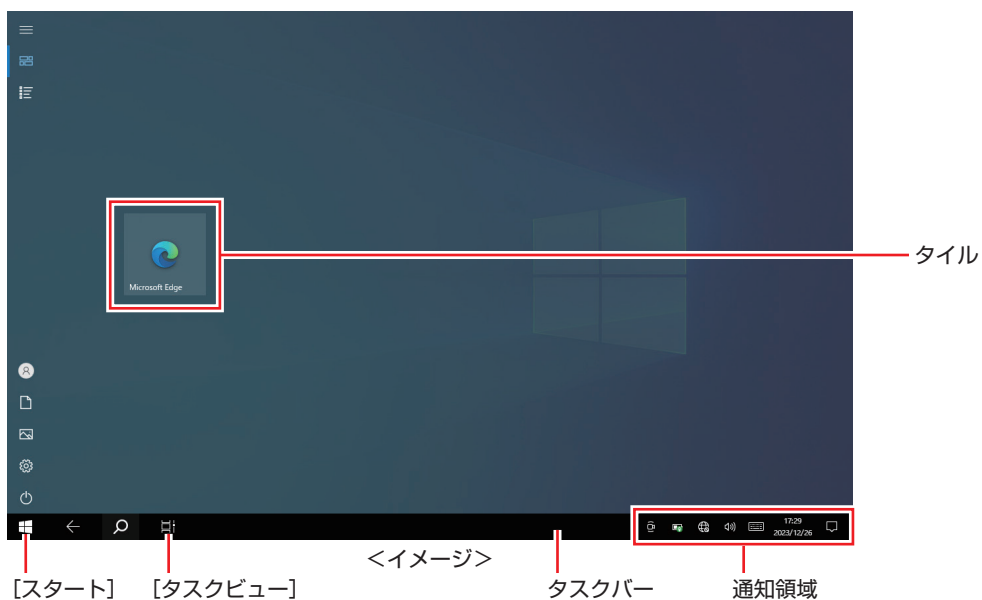 Microsoft Edge
タイル
17:29
2023/12/26
＜イメージ＞
[スタート]
[タスクビュー]
タスクバー
通知領域